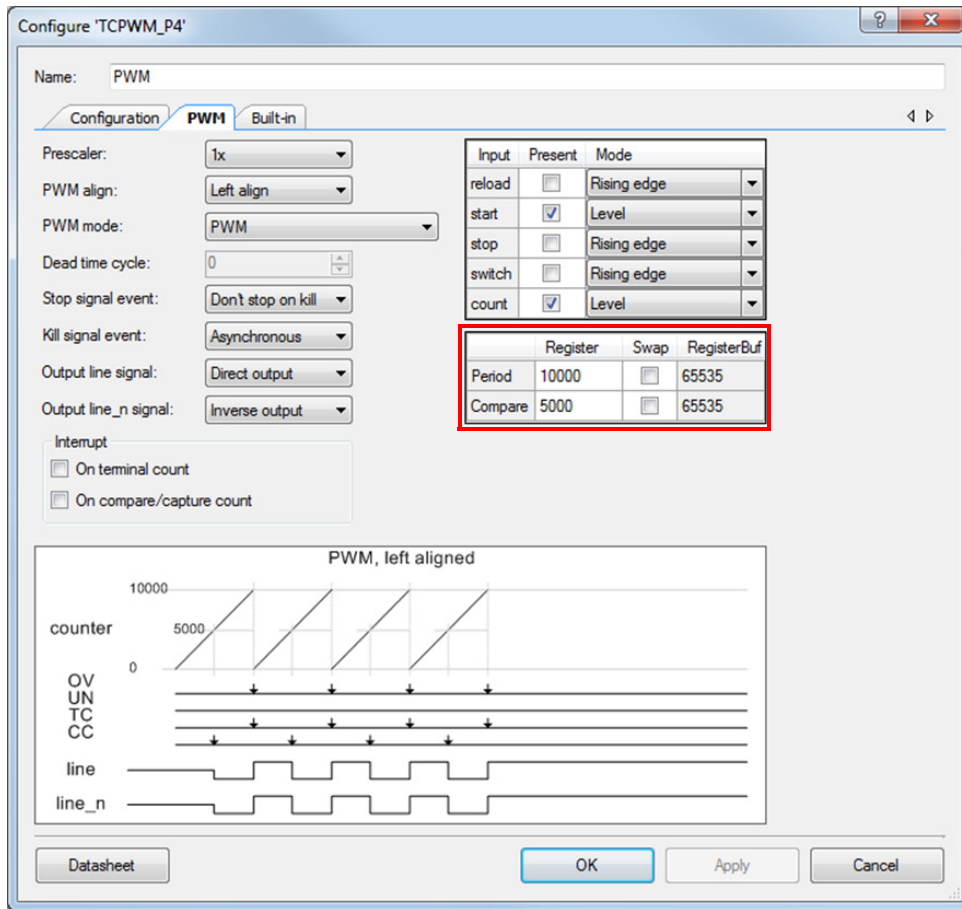 Configure 'TCPWM_P4'
Name: PWM
Configuration PWM Built-in
Prescaler: 1x
PWM align: Left align
PWM mode: PWM
Dead time cycle: 0
Stop signal event: Don't stop on kill
Kill signal event: Asynchronous
Output line signal: Direct output
Output line_n signal: Inverse output
Interrupt
On terminal count
On compare/capture count
Input Present Mode
reload Rising edge
start Level
stop Rising edge
switch Rising edge
count Level
Register Swap RegisterBuf
Period 10000 65535
Compare 5000 65535
PWM, left aligned
10000
counter 5000
0
OV
UN
TC
CC
line
line_n
Datasheet OK Apply Cancel